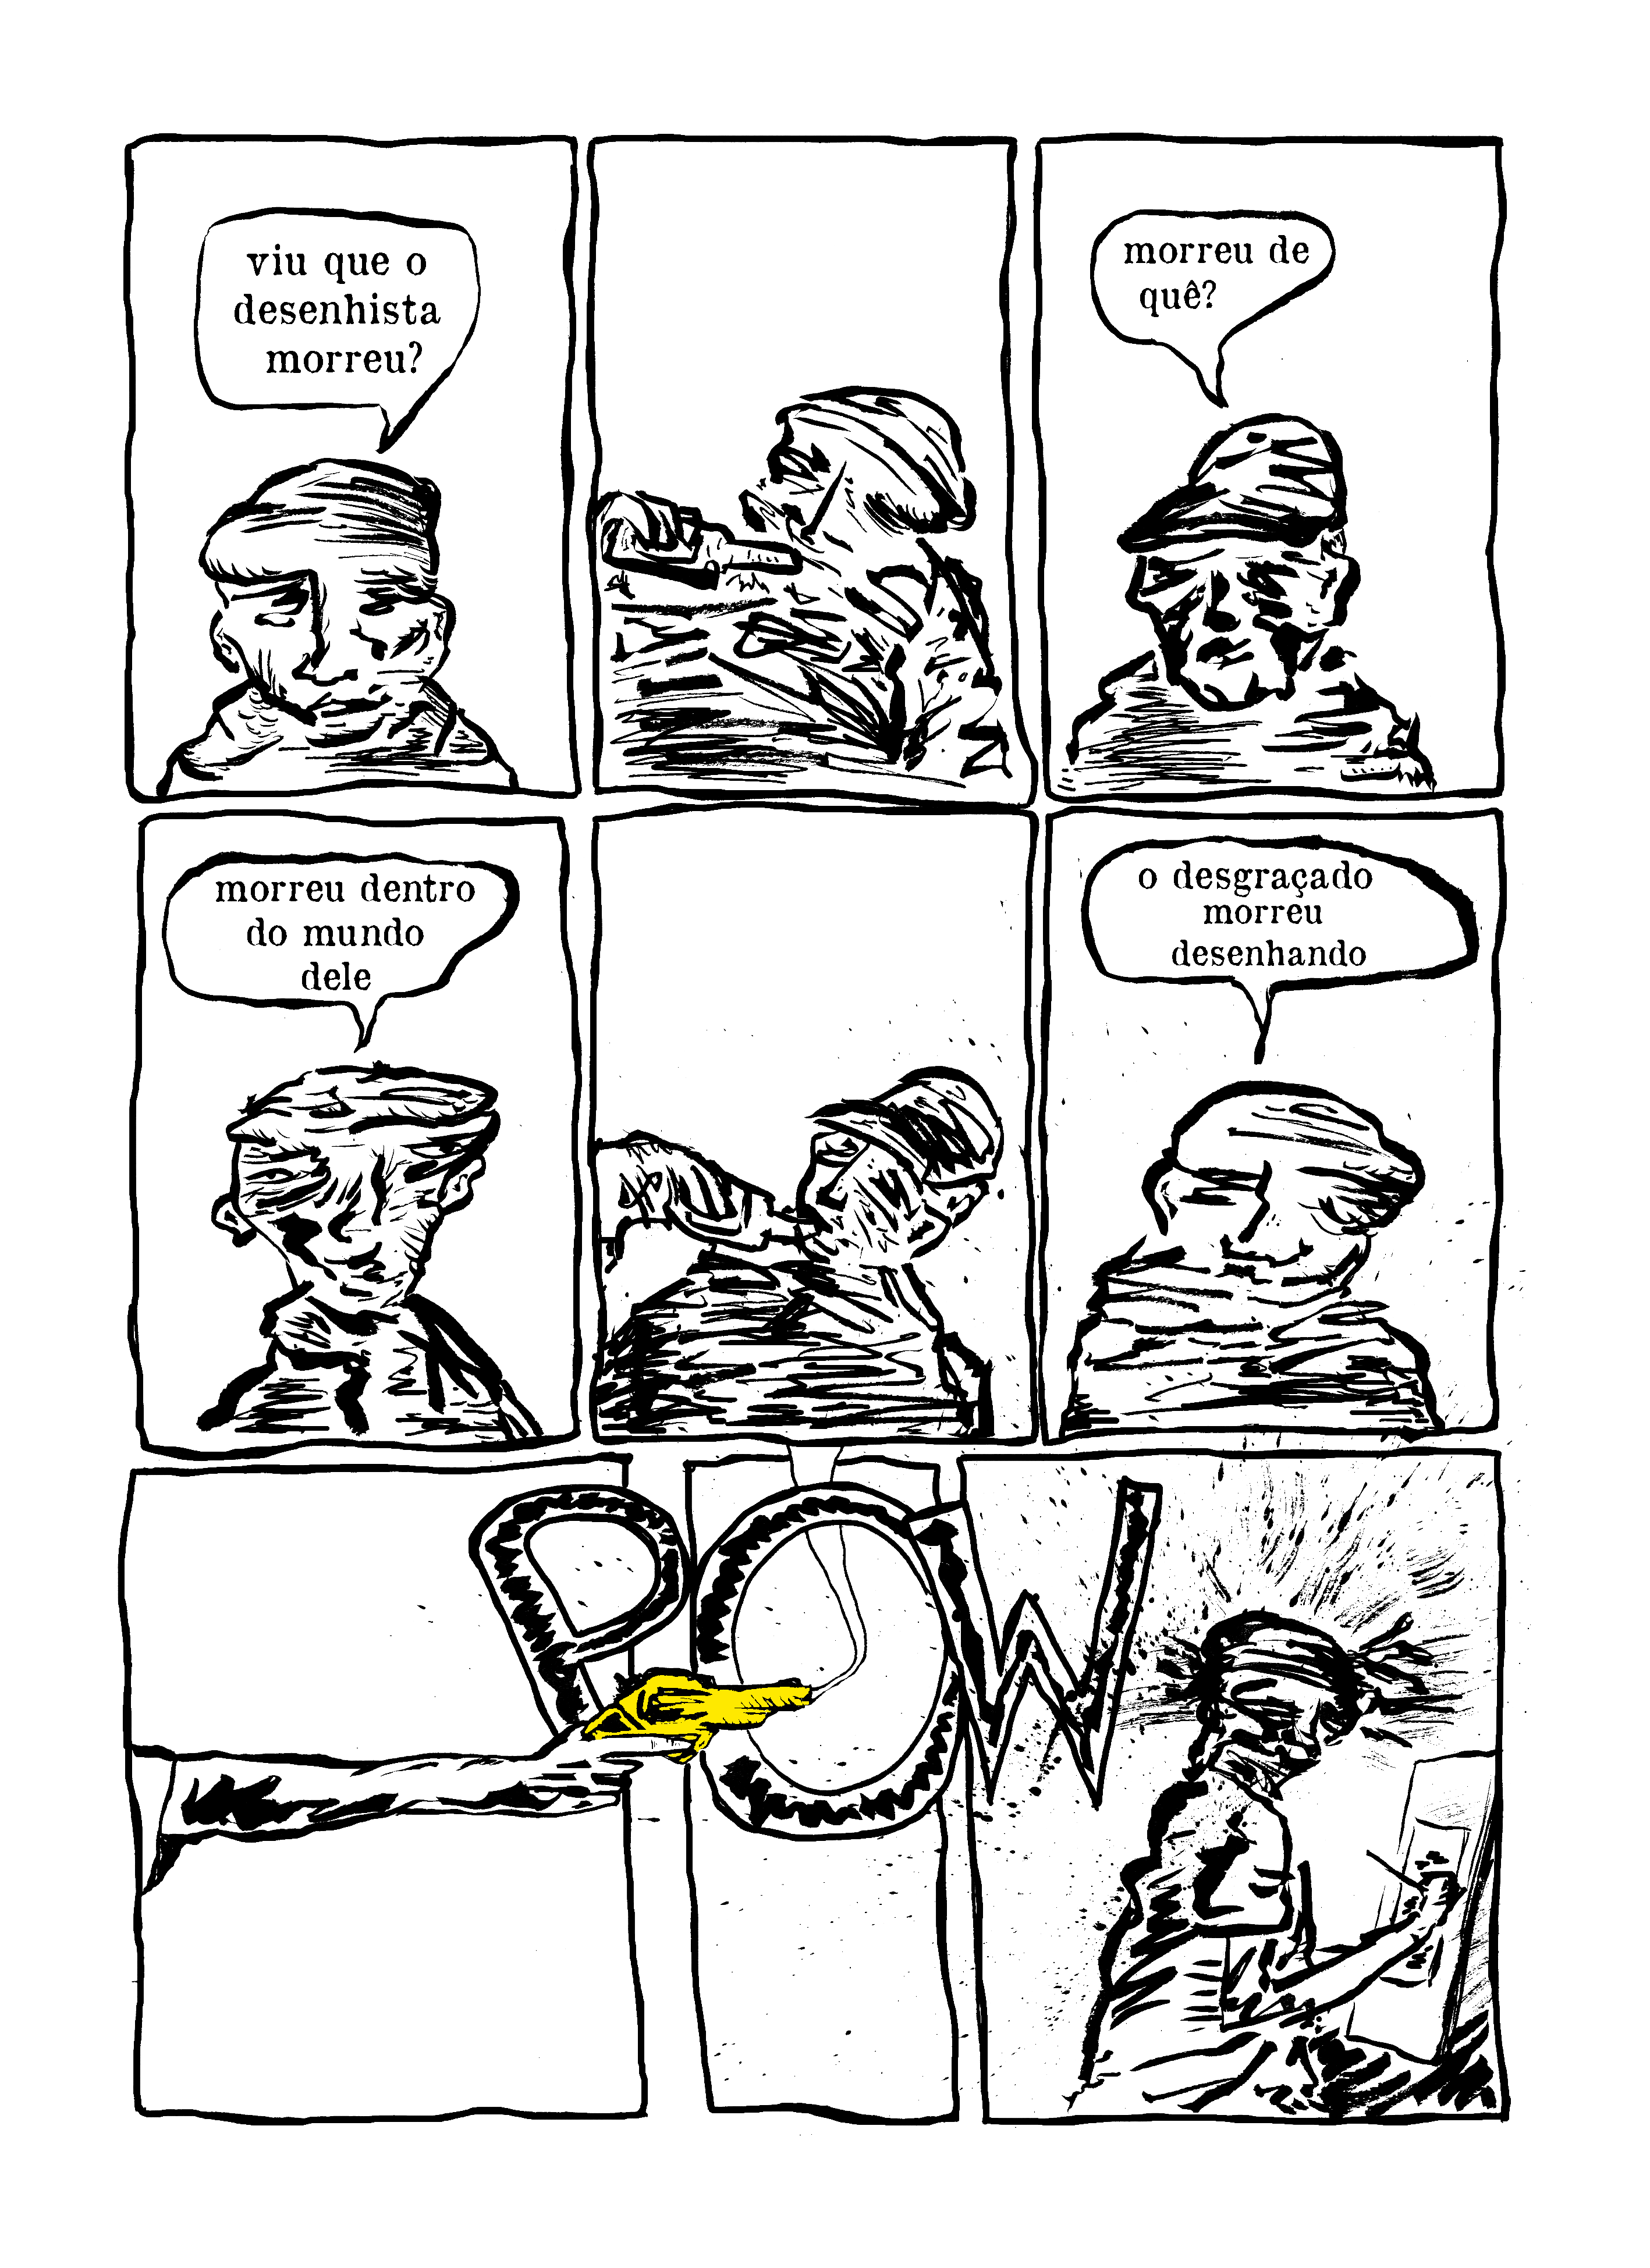 viu que o
desenhista
morreu?
morreu de
quê?
morreu dentro
do mundo
dele
o desgraçado
morreu
desenhando
POW